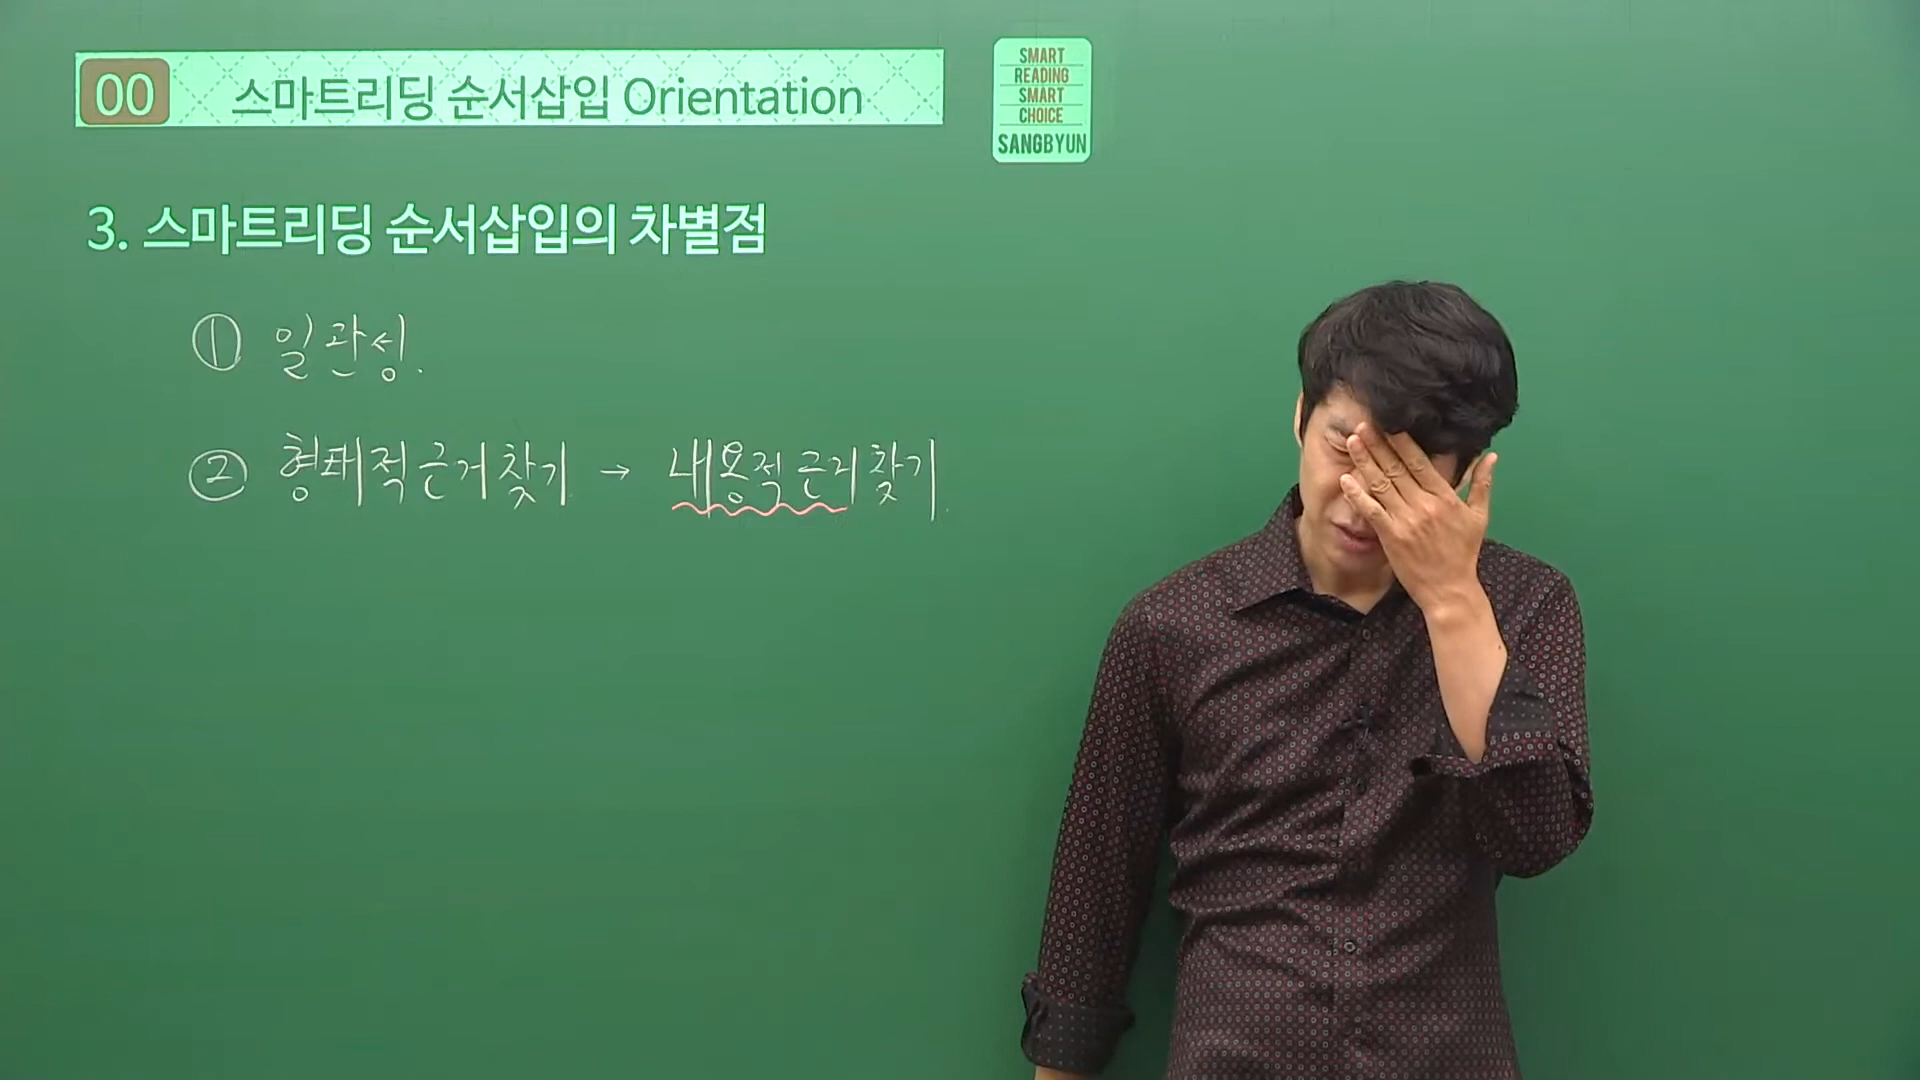 00 스마트리딩 순서삽입 Orientation
SMART
READING
SMART
CHOICE
SANGBYUN
3. 스마트리딩 순서삽입의 차별점
① 일관성.
② 형태적근거찾기 → 내용적근거찾기.